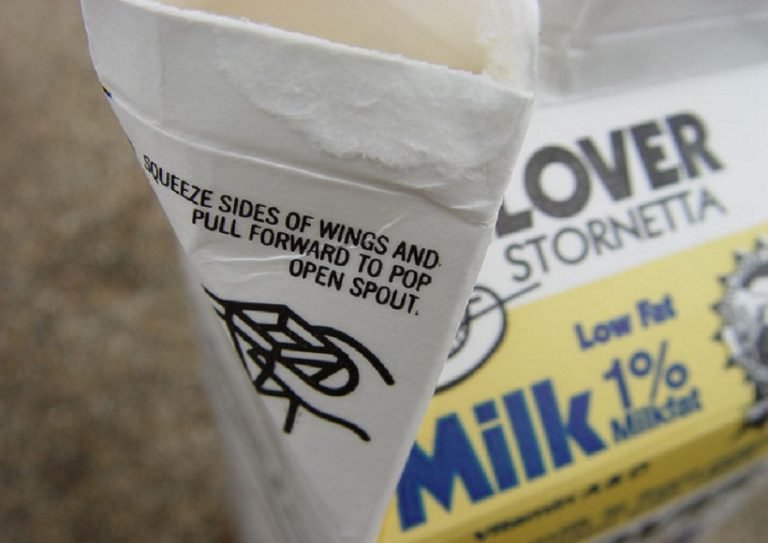 SQUEEZE SIDES OF WINGS AND
PULL FORWARD TO POP
OPEN SPOUT.
LOVER
STORNETTA
Low Fat
Milk 1%
Milkfat